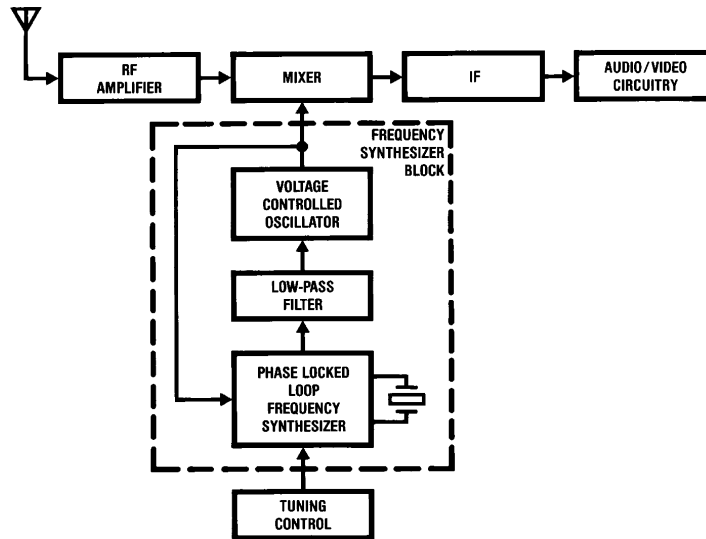 RF
AMPLIFIER
MIXER
IF
AUDIO/VIDEO
CIRCUITRY
FREQUENCY
SYNTHESIZER
BLOCK
VOLTAGE
CONTROLLED
OSCILLATOR
LOW-PASS
FILTER
PHASE LOCKED
LOOP
FREQUENCY
SYNTHESIZER
TUNING
CONTROL